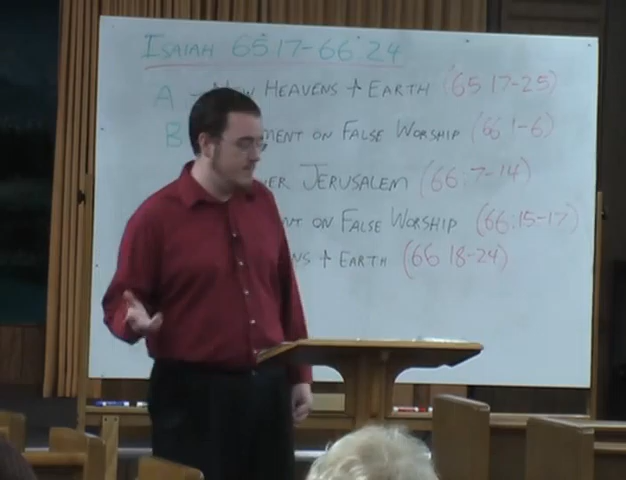 ISAIAH 65:17-66:24
A - NEW HEAVENS + EARTH (65:17-25)
B MENT ON FALSE WORSHIP (66:1-6)
HER JERUSALEM (66:7-14)
NT ON FALSE WORSHIP (66:15-17)
NS + EARTH (66:18-24)